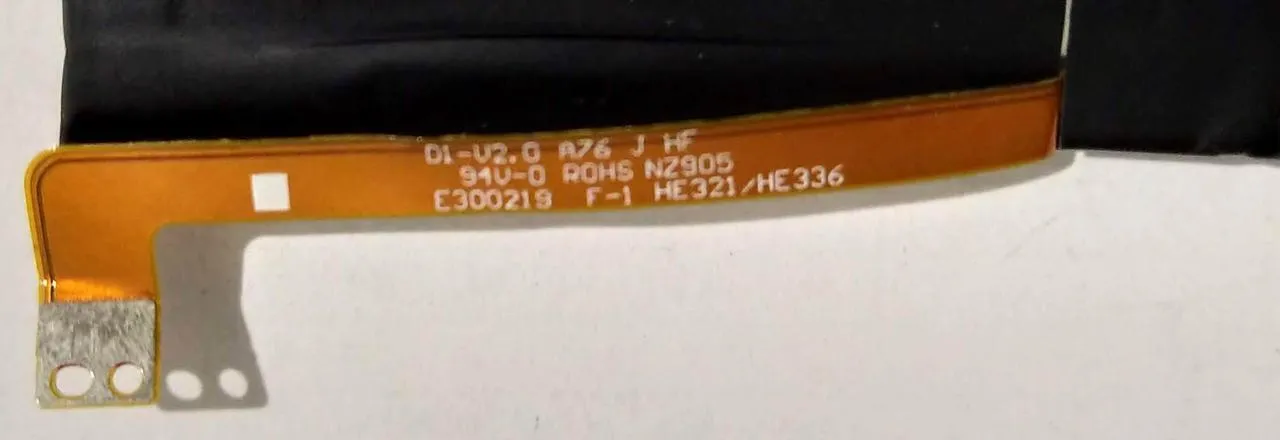 D1-V2.0 A76 J HF
94V-0 ROHS NZ905
E300219 F-1 HE321/HE336